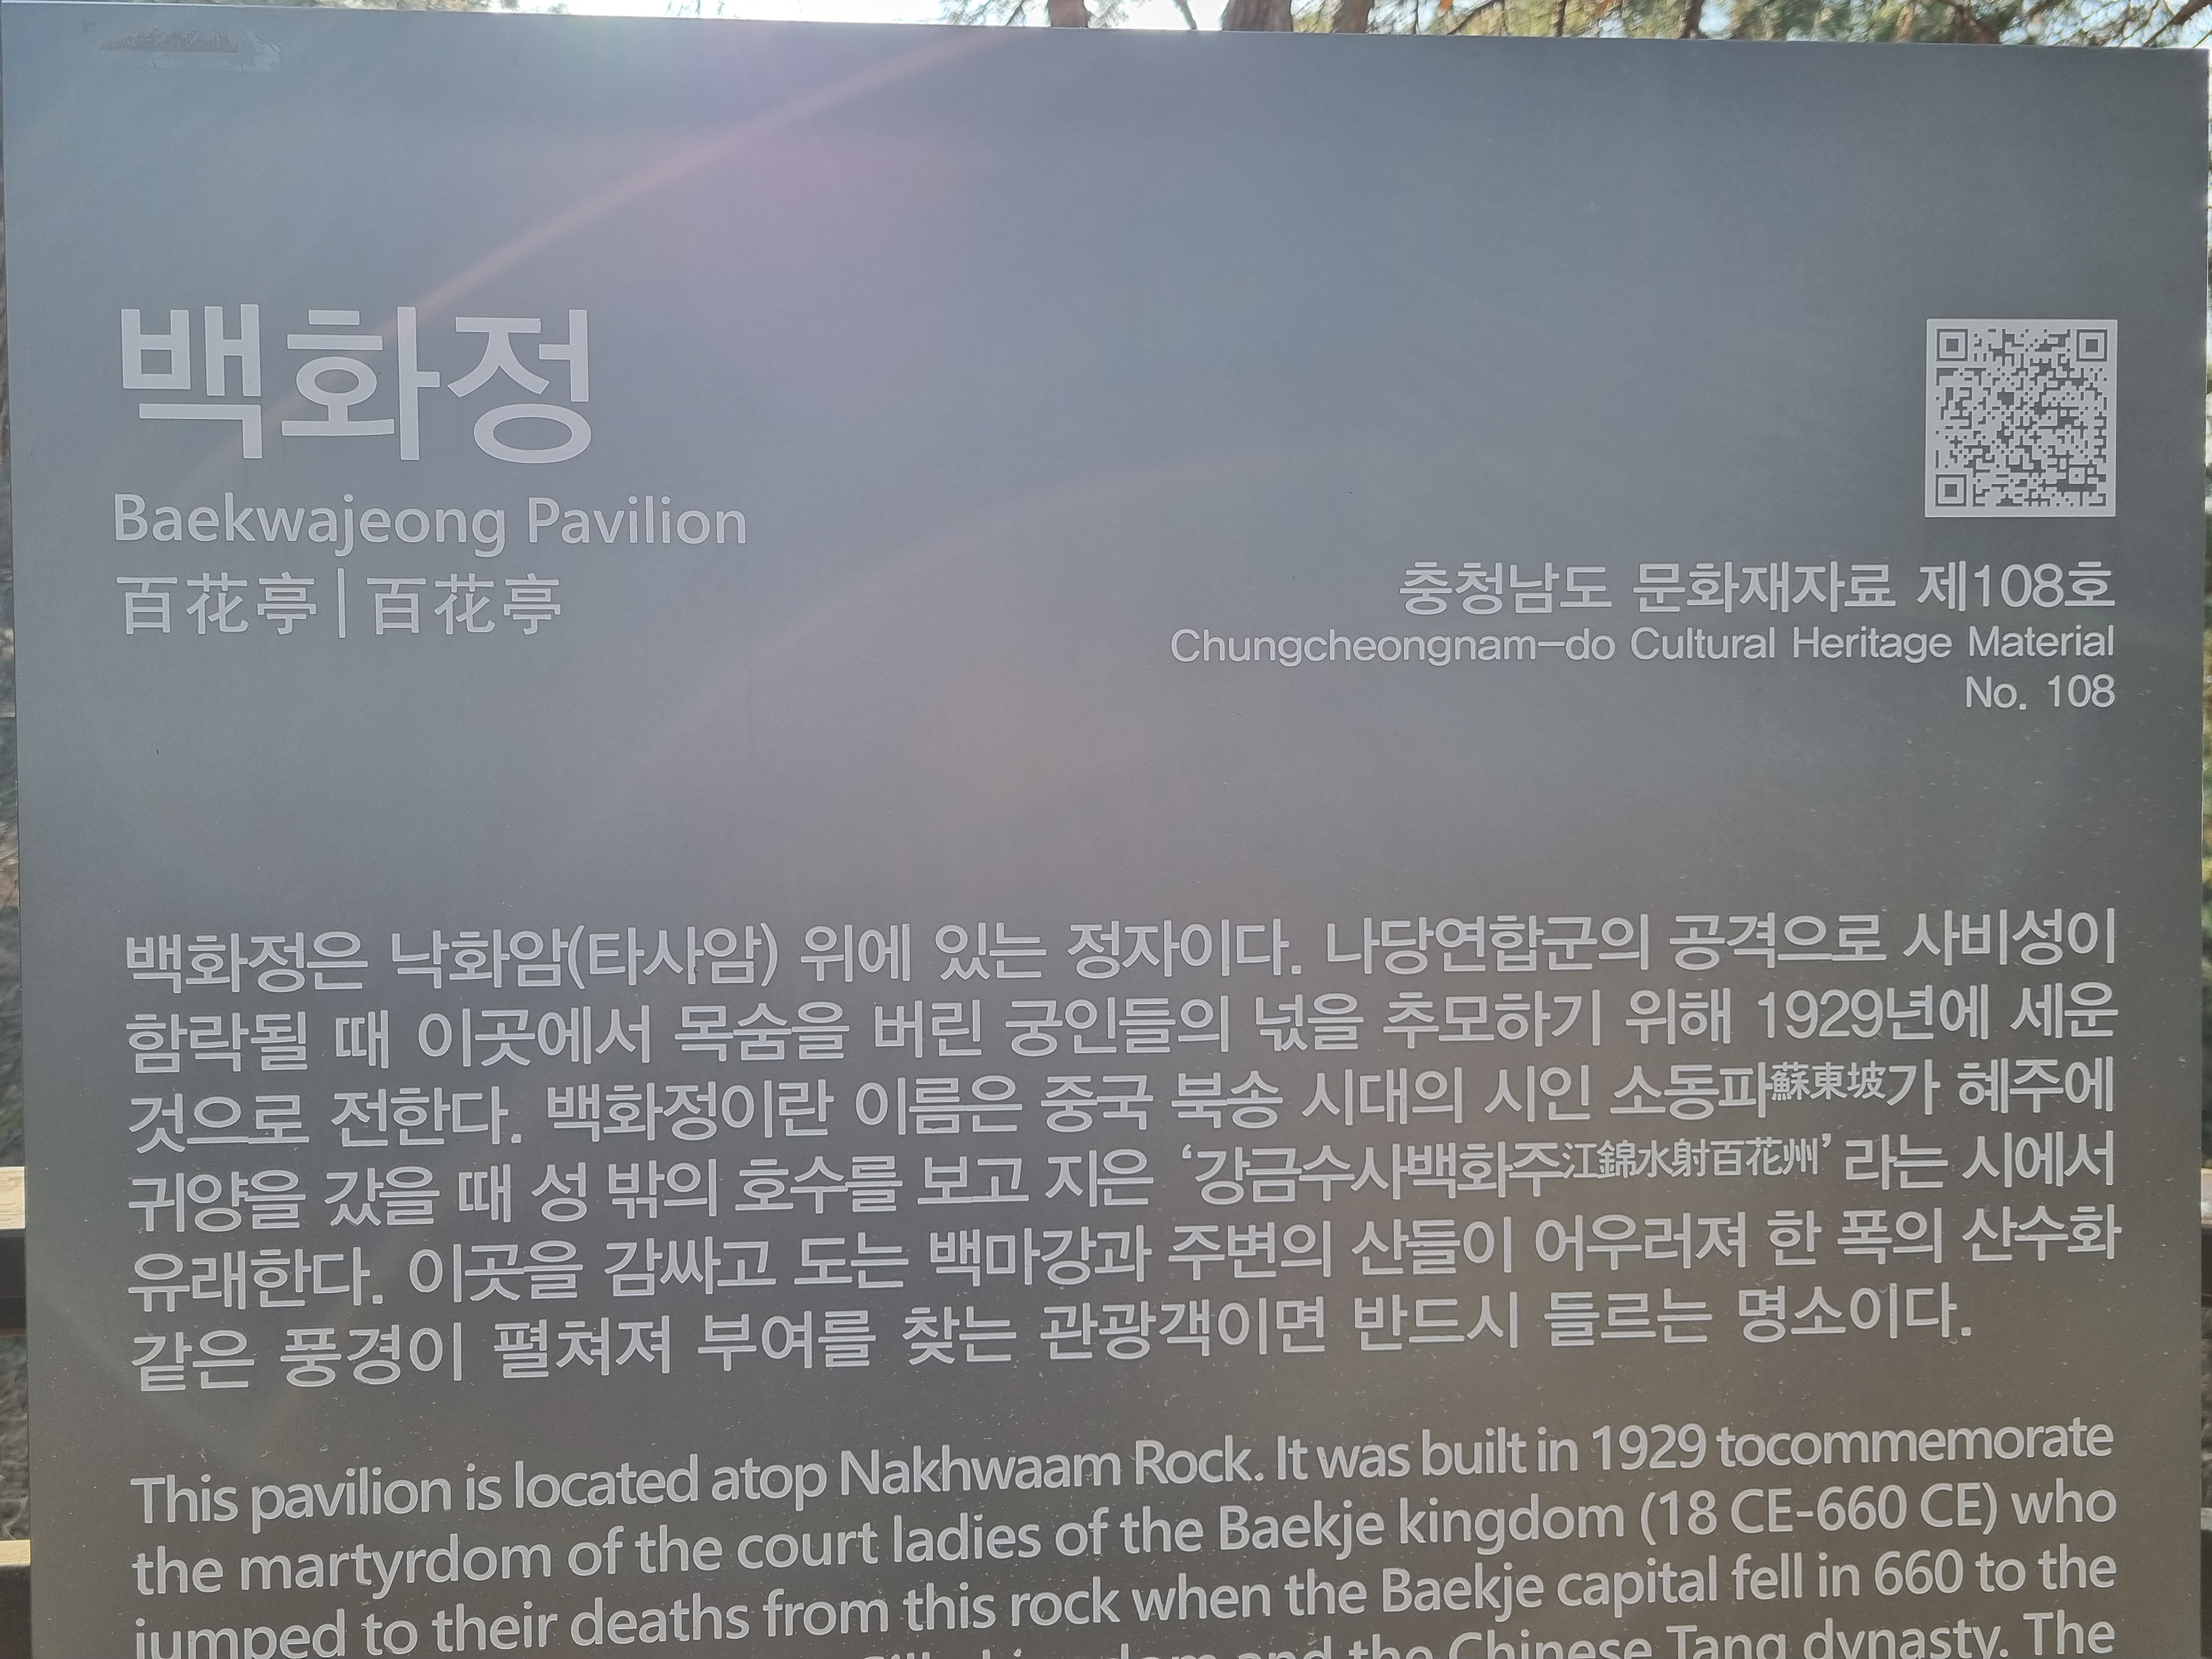 백화정
Baekwajeong Pavilion
百花亭|百花亭
충청남도 문화재자료 제108호
Chungcheongnam-do Cultural Heritage Material
No. 108
백화정은 낙화암(타사암) 위에 있는 정자이다. 나당연합군의 공격으로 사비성이
함락될 때 이곳에서 목숨을 버린 궁인들의 넋을 추모하기 위해 1929년에 세운
것으로 전한다. 백화정이란 이름은 중국 북송 시대의 시인 소동파蘇東坡가 혜주에
귀양을 갔을 때 성 밖의 호수를 보고 지은 ‘강금수사백화주江錦水射百花州’ 라는 시에서
유래한다. 이곳을 감싸고 도는 백마강과 주변의 산들이 어우러져 한 폭의 산수화
같은 풍경이 펼쳐져 부여를 찾는 관광객이면 반드시 들르는 명소이다.
This pavilion is located atop Nakhwaam Rock. It was built in 1929 tocommemorate
the martyrdom of the court ladies of the Baekje kingdom (18 CE-660 CE) who
jumped to their deaths from this rock when the Baekje capital fell in 660 to the
and the Chinese Tang dynasty. The